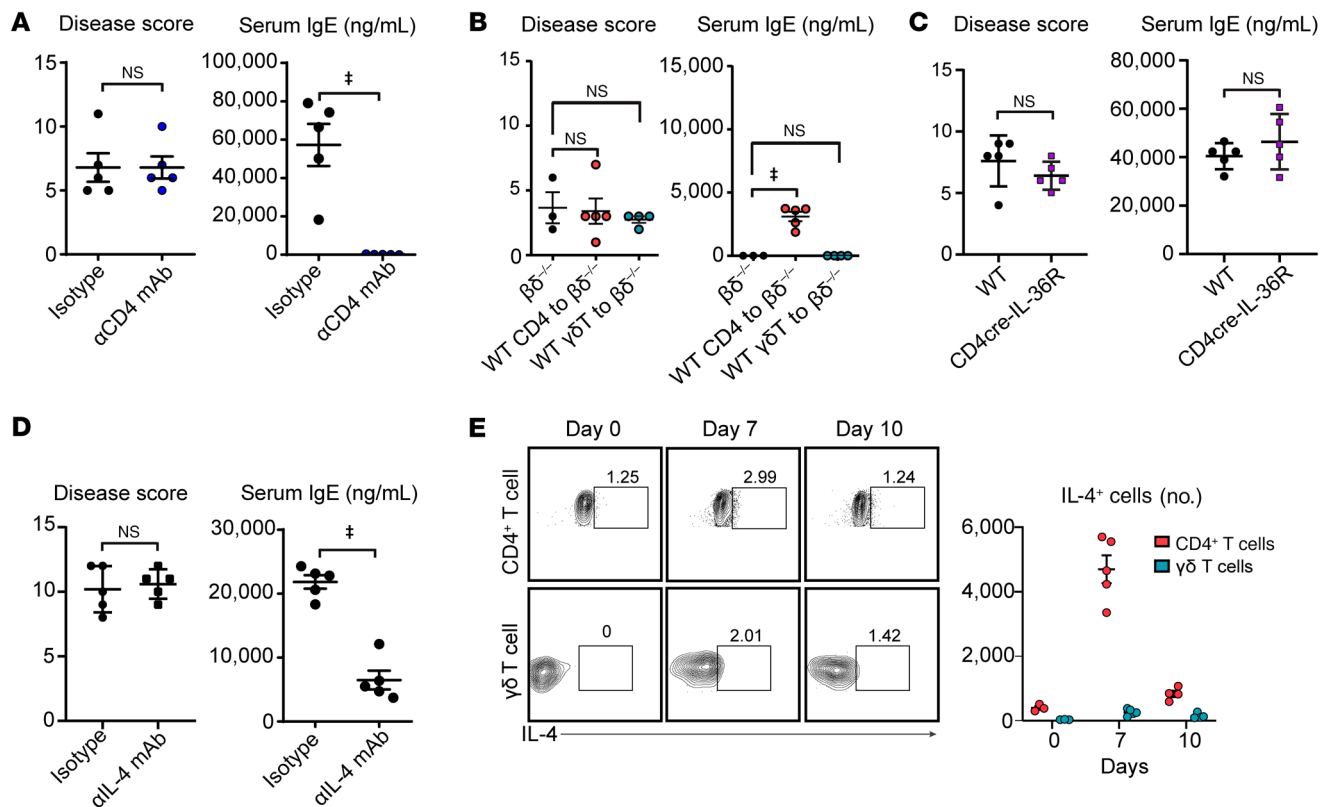 A
Disease score
Serum IgE (ng/mL)
15
10
5
0
NS
Isotype
αCD4 mAb
100,000
80,000
60,000
40,000
20,000
0
‡
Isotype
αCD4 mAb
B
Disease score
Serum IgE (ng/mL)
15
10
5
0
NS
NS
βδ⁻/⁻
WT CD4 to βδ⁻/⁻
WT γδT to βδ⁻/⁻
15,000
10,000
5,000
0
NS
‡
βδ⁻/⁻
WT CD4 to βδ⁻/⁻
WT γδT to βδ⁻/⁻
C
Disease score
Serum IgE (ng/mL)
15
10
5
0
NS
WT
CD4cre-IL-36R
80,000
60,000
40,000
20,000
0
NS
WT
CD4cre-IL-36R
D
Disease score
Serum IgE (ng/mL)
15
10
5
0
NS
Isotype
αIL-4 mAb
30,000
20,000
10,000
0
‡
Isotype
αIL-4 mAb
E
Day 0
Day 7
Day 10
CD4⁺ T cell
1.25
2.99
1.24
γδ T cell
0
2.01
1.42
IL-4
IL-4⁺ cells (no.)
6,000
4,000
2,000
0
CD4⁺ T cells
γδ T cells
0
7
10
Days